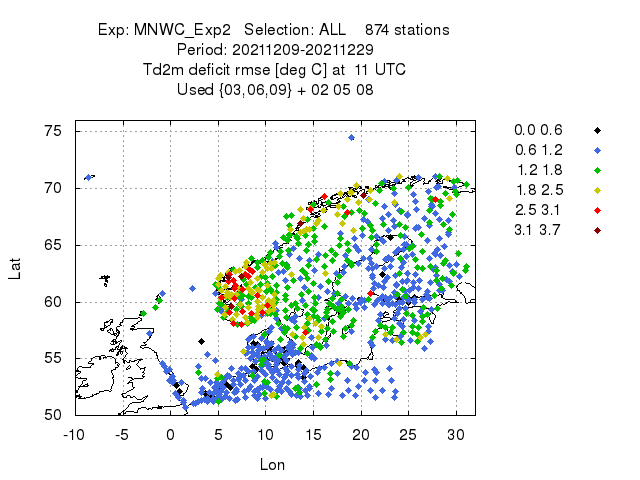 Exp: MNWC_Exp2 Selection: ALL 874 stations
Period: 20211209-20211229
Td2m deficit rmse [deg C] at 11 UTC
Used {03,06,09} + 02 05 08
75
70
65
60
55
50
Lat
-10 -5 0 5 10 15 20 25 30
Lon
0.0 0.6
0.6 1.2
1.2 1.8
1.8 2.5
2.5 3.1
3.1 3.7